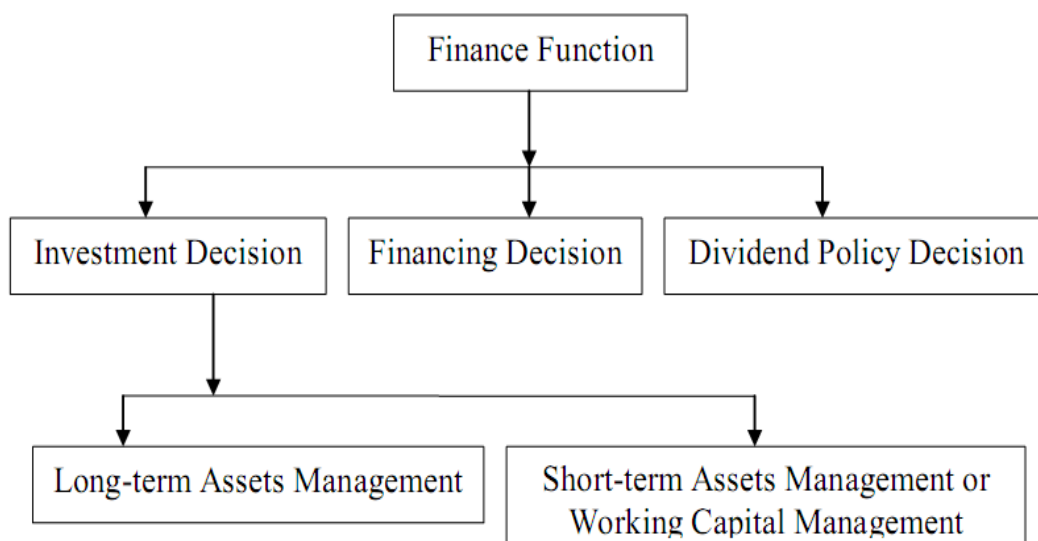 Finance Function
Investment Decision
Financing Decision
Dividend Policy Decision
Long-term Assets Management
Short-term Assets Management or
Working Capital Management